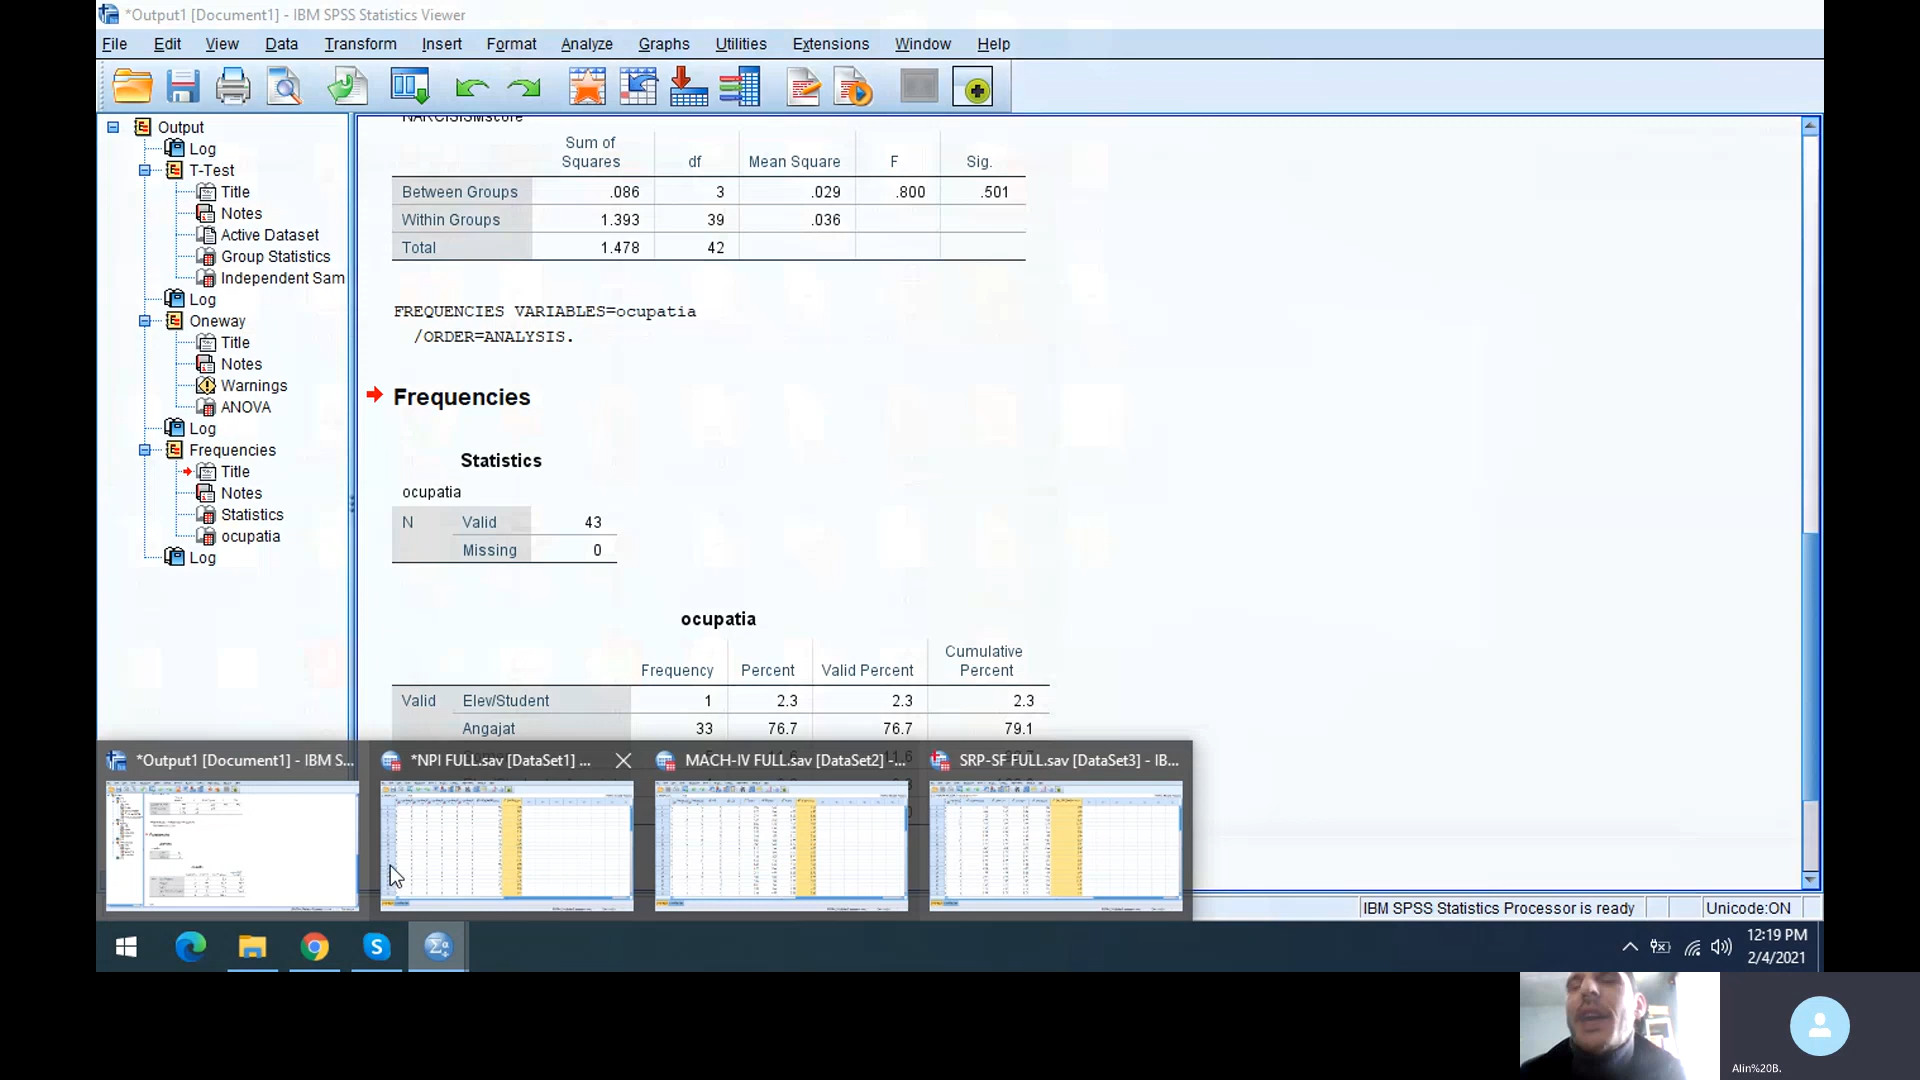 *Output1 [Document1] - IBM SPSS Statistics Viewer
File Edit View Data Transform Insert Format Analyze Graphs Utilities Extensions Window Help
Output
Log
T-Test
Title
Notes
Active Dataset
Group Statistics
Independent Sam
Log
Oneway
Title
Notes
Warnings
ANOVA
Log
Frequencies
Title
Notes
Statistics
ocupatia
Log
NARCISISMscore
Sum of Squares df Mean Square F Sig.
Between Groups .086 3 .029 .800 .501
Within Groups 1.393 39 .036
Total 1.478 42
FREQUENCIES VARIABLES=ocupatia
/ORDER=ANALYSIS.
Frequencies
Statistics
ocupatia
N Valid 43
Missing 0
ocupatia
Frequency Percent Valid Percent Cumulative Percent
Valid Elev/Student 1 2.3 2.3 2.3
Angajat 33 76.7 76.7 79.1
*Output1 [Document1] - IBM S...
*NPI FULL.sav [DataSet1] ...
MACH-IV FULL.sav [DataSet2] -...
SRP-SF FULL.sav [DataSet3] - IB...
IBM SPSS Statistics Processor is ready Unicode:ON
12:19 PM
2/4/2021
Alin%20B.